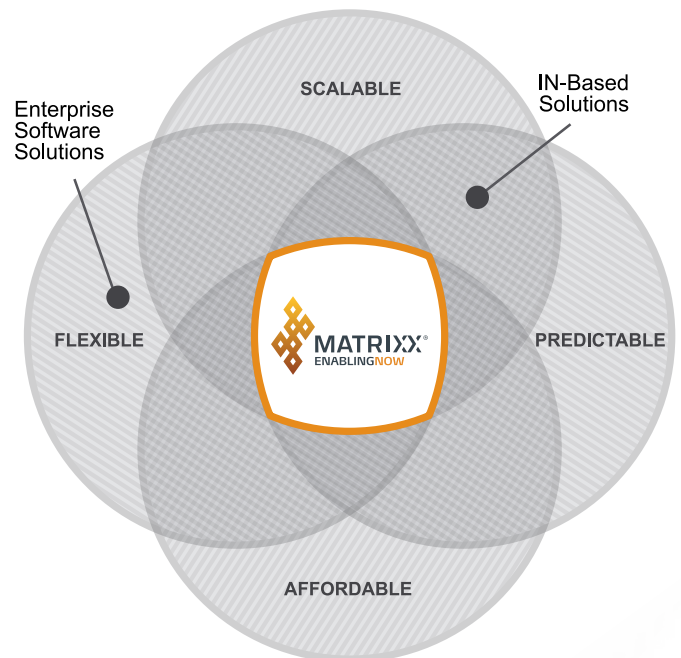 SCALABLE
IN-Based
Solutions
Enterprise
Software
Solutions
FLEXIBLE
MATRIXX®
ENABLINGNOW
PREDICTABLE
AFFORDABLE